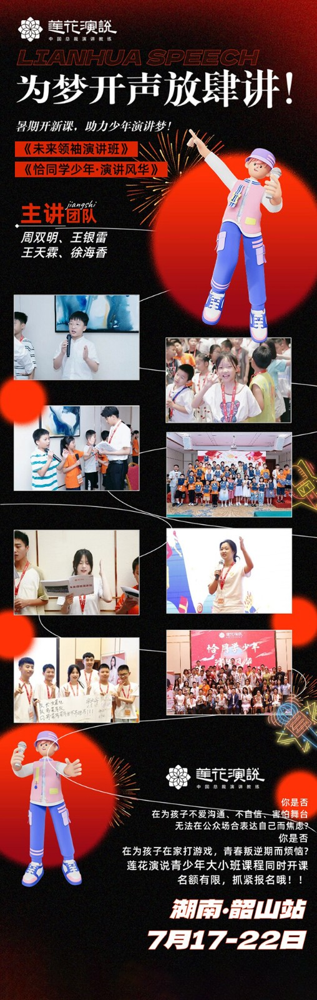 莲花演説
中国总裁演讲教练
LIANHUA SPEECH
为梦开声放肆讲！
暑期开新课，助力少年演讲梦！
《未来领袖演讲班》
《恰同学少年·演讲风华》
jiangshi
主讲团队
周双明、王银雷
王天霖、徐海香
莲花演説
恰同学少年
莲花演説
中国总裁演讲教练
你是否
在为孩子不爱沟通、不自信、害怕舞台
无法在公众场合表达自己而焦虑?
你是否
在为孩子在家打游戏，青春叛逆期而烦恼?
莲花演说青少年大小班课程同时开课
名额有限，抓紧报名哦！！
湖南·韶山站
7月17-22日